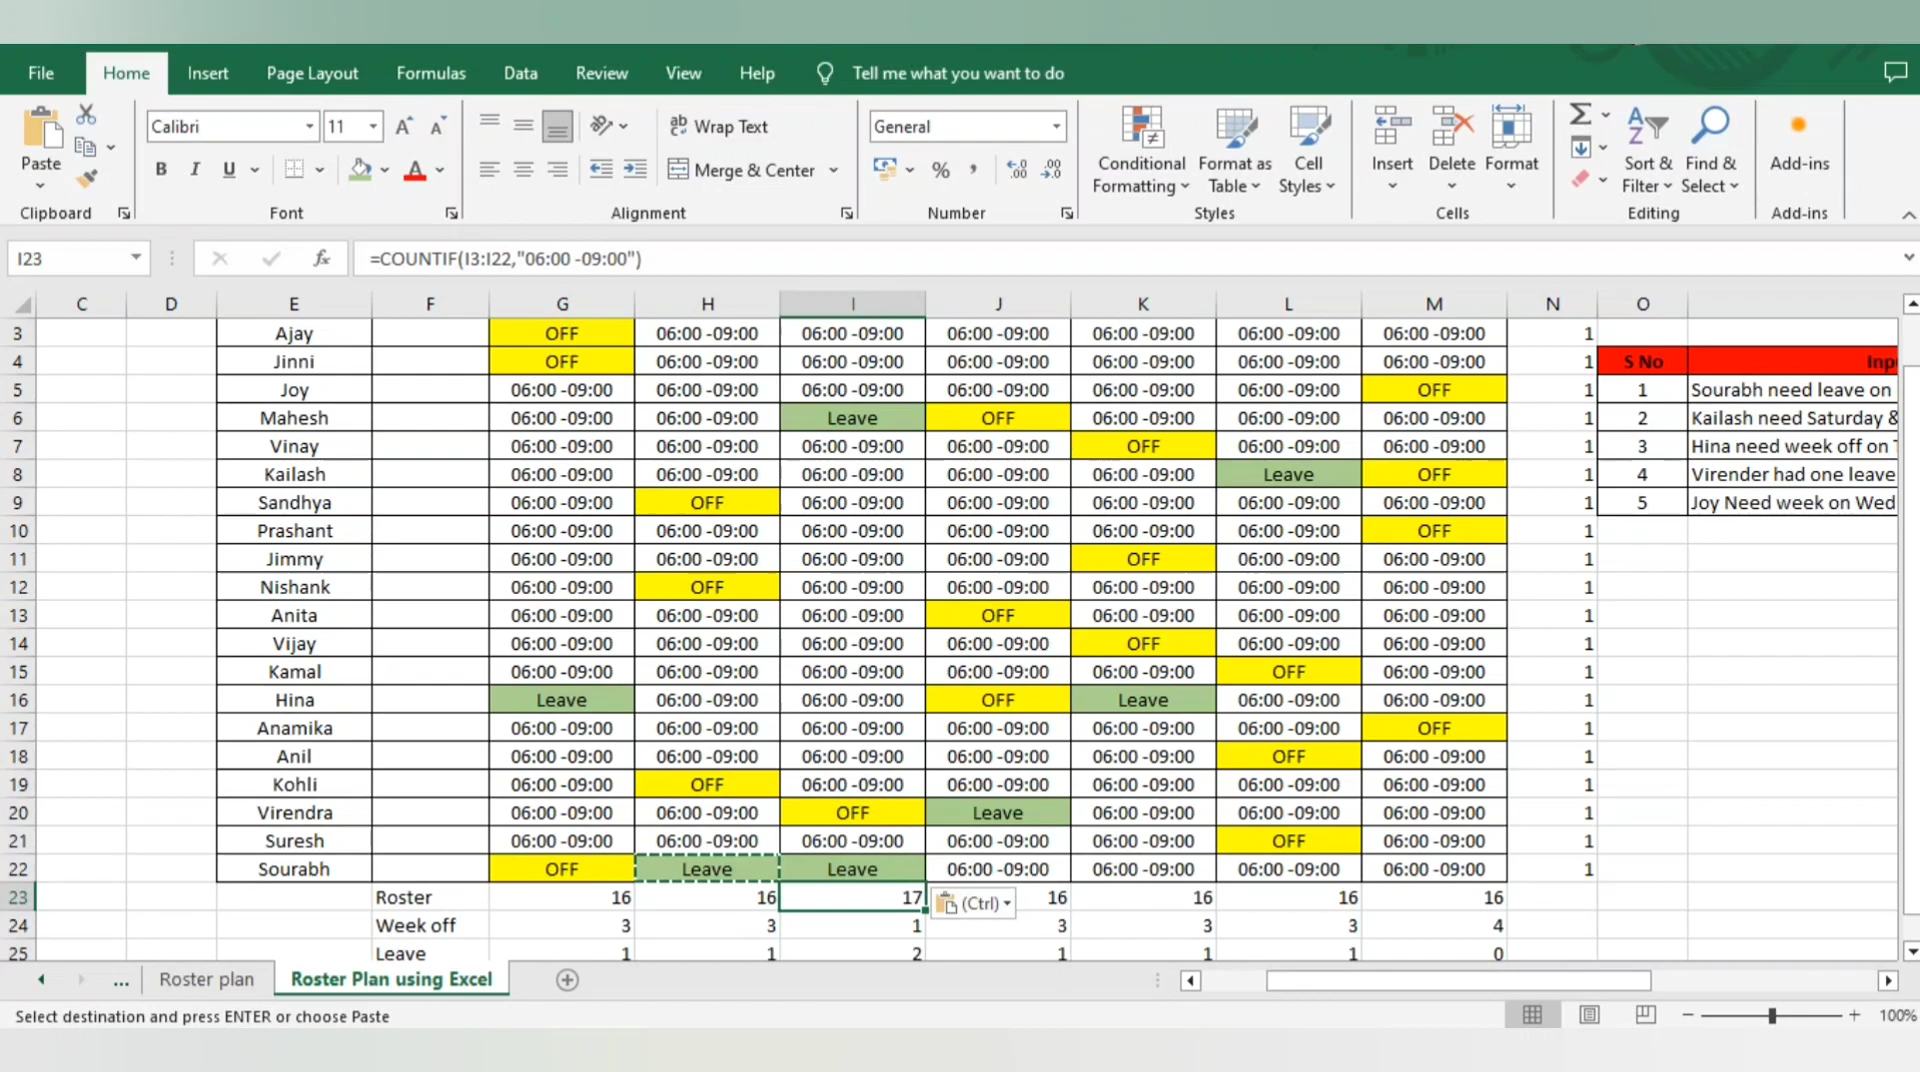 File Home Insert Page Layout Formulas Data Review View Help Tell me what you want to do
Calibri 11 Wrap Text General
Paste B I U Merge & Center % , Conditional Formatting Format as Table Cell Styles Insert Delete Format Sort & Filter Find & Select Add-ins
Clipboard Font Alignment Number Styles Cells Editing Add-ins
I23 fx =COUNTIF(I3:I22,"06:00 -09:00")
C D E F G H I J K L M N O
3 Ajay OFF 06:00 -09:00 06:00 -09:00 06:00 -09:00 06:00 -09:00 06:00 -09:00 06:00 -09:00 1
4 Jinni OFF 06:00 -09:00 06:00 -09:00 06:00 -09:00 06:00 -09:00 06:00 -09:00 06:00 -09:00 1 S No
5 Joy 06:00 -09:00 06:00 -09:00 06:00 -09:00 06:00 -09:00 06:00 -09:00 06:00 -09:00 OFF 1 1 Sourabh need leave on
6 Mahesh 06:00 -09:00 06:00 -09:00 Leave OFF 06:00 -09:00 06:00 -09:00 06:00 -09:00 1 2 Kailash need Saturday &
7 Vinay 06:00 -09:00 06:00 -09:00 06:00 -09:00 06:00 -09:00 OFF 06:00 -09:00 06:00 -09:00 1 3 Hina need week off on
8 Kailash 06:00 -09:00 06:00 -09:00 06:00 -09:00 06:00 -09:00 06:00 -09:00 Leave OFF 1 4 Virender had one leave
9 Sandhya 06:00 -09:00 OFF 06:00 -09:00 06:00 -09:00 06:00 -09:00 06:00 -09:00 06:00 -09:00 1 5 Joy Need week on Wed
10 Prashant 06:00 -09:00 06:00 -09:00 06:00 -09:00 06:00 -09:00 06:00 -09:00 06:00 -09:00 OFF 1
11 Jimmy 06:00 -09:00 06:00 -09:00 06:00 -09:00 06:00 -09:00 OFF 06:00 -09:00 06:00 -09:00 1
12 Nishank 06:00 -09:00 OFF 06:00 -09:00 06:00 -09:00 06:00 -09:00 06:00 -09:00 06:00 -09:00 1
13 Anita 06:00 -09:00 06:00 -09:00 06:00 -09:00 OFF 06:00 -09:00 06:00 -09:00 06:00 -09:00 1
14 Vijay 06:00 -09:00 06:00 -09:00 06:00 -09:00 06:00 -09:00 OFF 06:00 -09:00 06:00 -09:00 1
15 Kamal 06:00 -09:00 06:00 -09:00 06:00 -09:00 06:00 -09:00 06:00 -09:00 OFF 06:00 -09:00 1
16 Hina Leave 06:00 -09:00 06:00 -09:00 OFF Leave 06:00 -09:00 06:00 -09:00 1
17 Anamika 06:00 -09:00 06:00 -09:00 06:00 -09:00 06:00 -09:00 06:00 -09:00 06:00 -09:00 OFF 1
18 Anil 06:00 -09:00 06:00 -09:00 06:00 -09:00 06:00 -09:00 06:00 -09:00 OFF 06:00 -09:00 1
19 Kohli 06:00 -09:00 OFF 06:00 -09:00 06:00 -09:00 06:00 -09:00 06:00 -09:00 06:00 -09:00 1
20 Virendra 06:00 -09:00 06:00 -09:00 OFF Leave 06:00 -09:00 06:00 -09:00 06:00 -09:00 1
21 Suresh 06:00 -09:00 06:00 -09:00 06:00 -09:00 06:00 -09:00 06:00 -09:00 OFF 06:00 -09:00 1
22 Sourabh OFF Leave Leave 06:00 -09:00 06:00 -09:00 06:00 -09:00 06:00 -09:00 1
23 Roster 16 16 17 (Ctrl) 16 16 16 16
24 Week off 3 3 1 3 3 3 4
25 Leave 1 1 2 1 1 1 0
... Roster plan Roster Plan using Excel
Select destination and press ENTER or choose Paste 100%